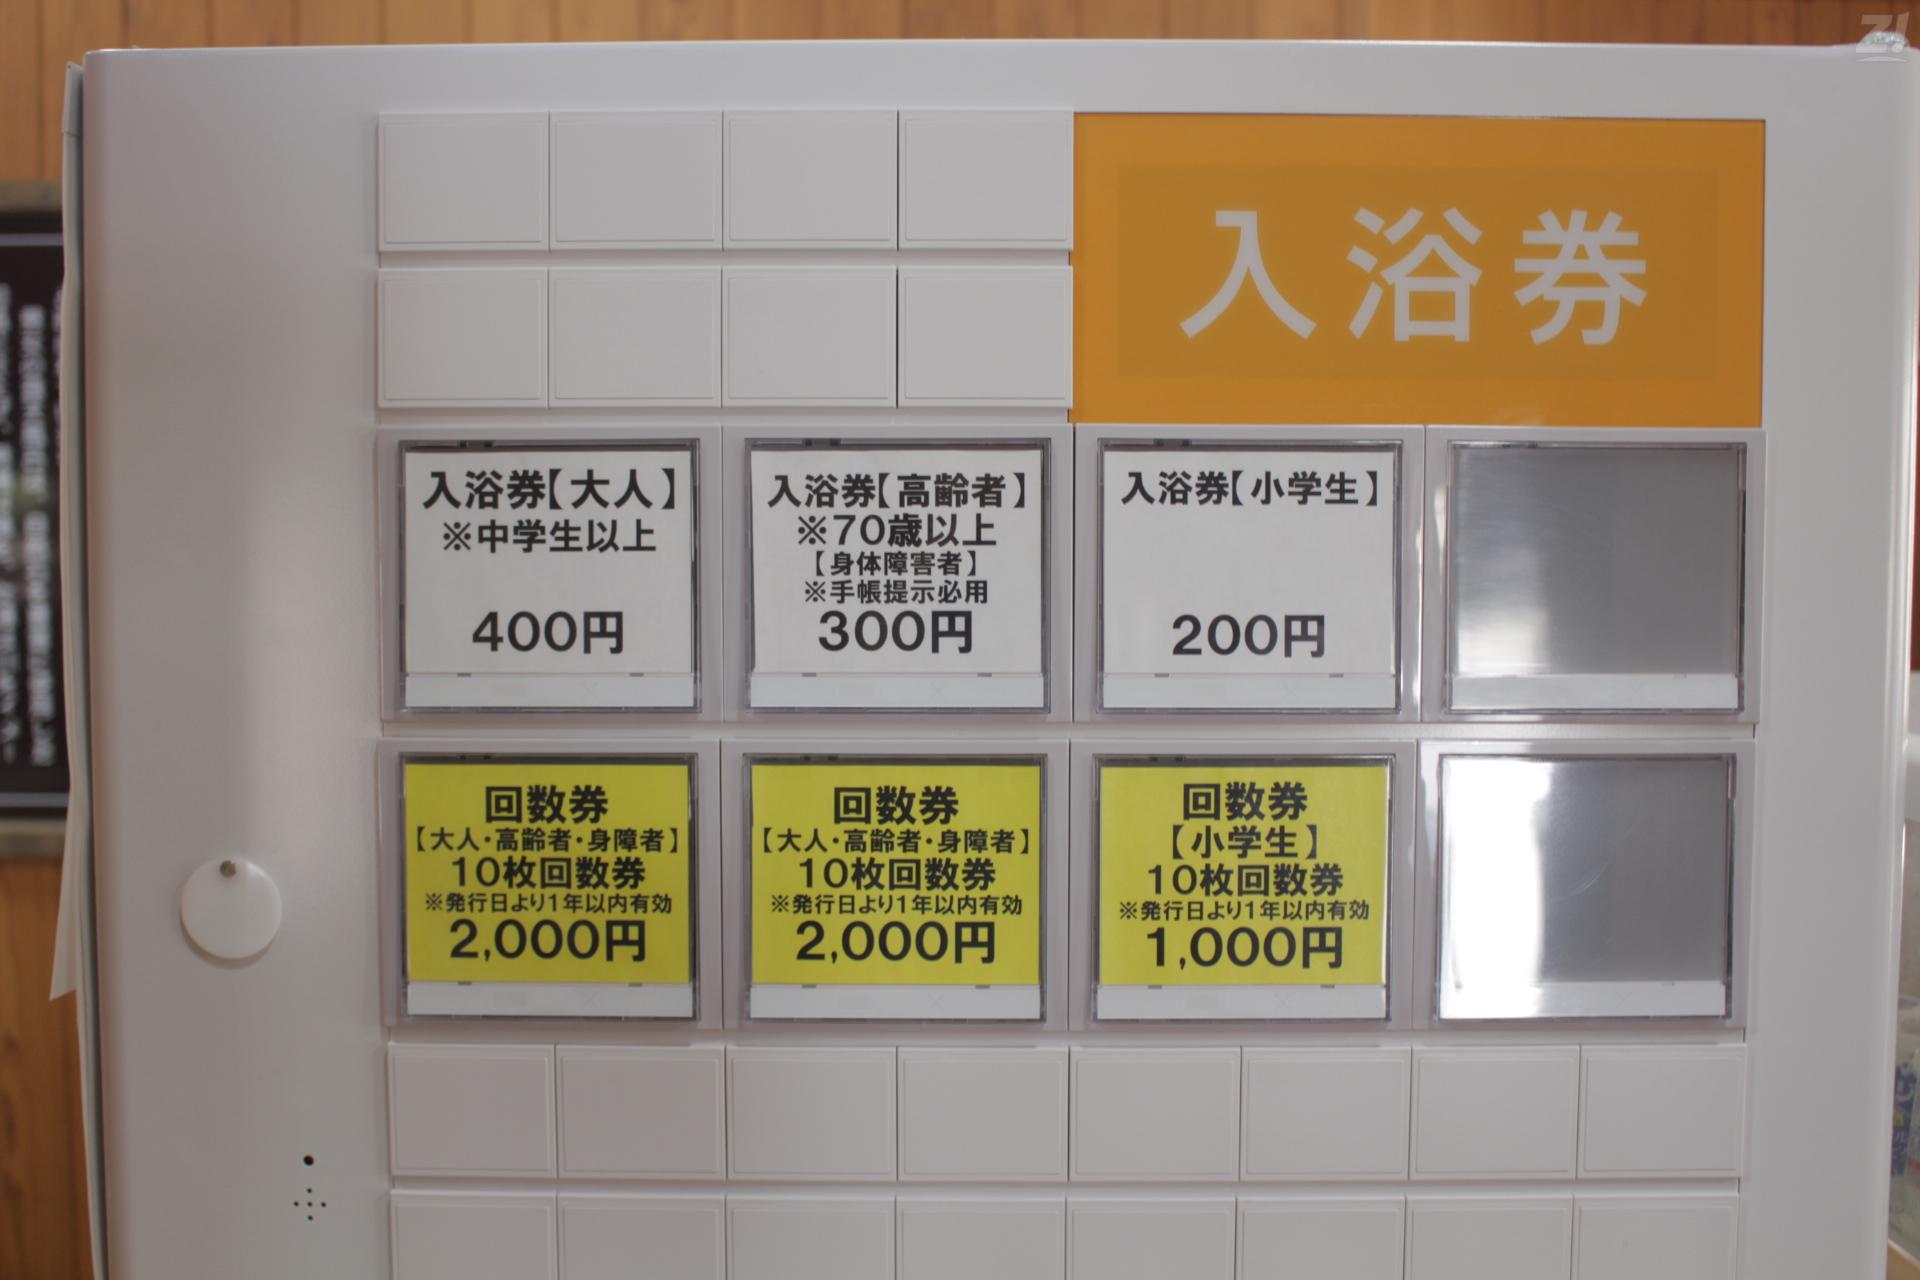 入浴券
入浴券【大人】
※中学生以上
400円
入浴券【高齢者】
※70歳以上
【身体障害者】
※手帳提示必用
300円
入浴券【小学生】
200円
回数券
【大人・高齢者・身障者】
10枚回数券
※発行日より1年以内有効
2,000円
回数券
【大人・高齢者・身障者】
10枚回数券
※発行日より1年以内有効
2,000円
回数券
【小学生】
10枚回数券
※発行日より1年以内有効
1,000円
Z!